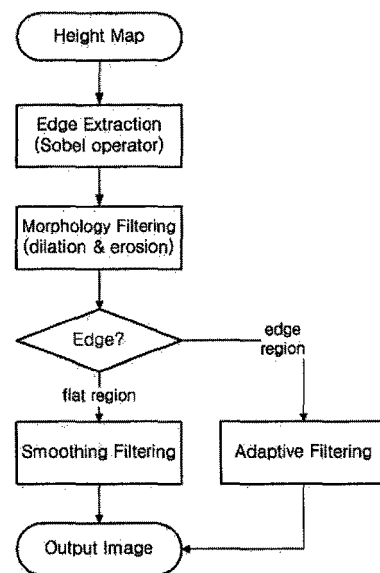 Height Map
Edge Extraction
(Sobel operator)
Morphology Filtering
(dilation & erosion)
Edge?
edge
region
flat region
Smoothing Filtering
Adaptive Filtering
Output Image